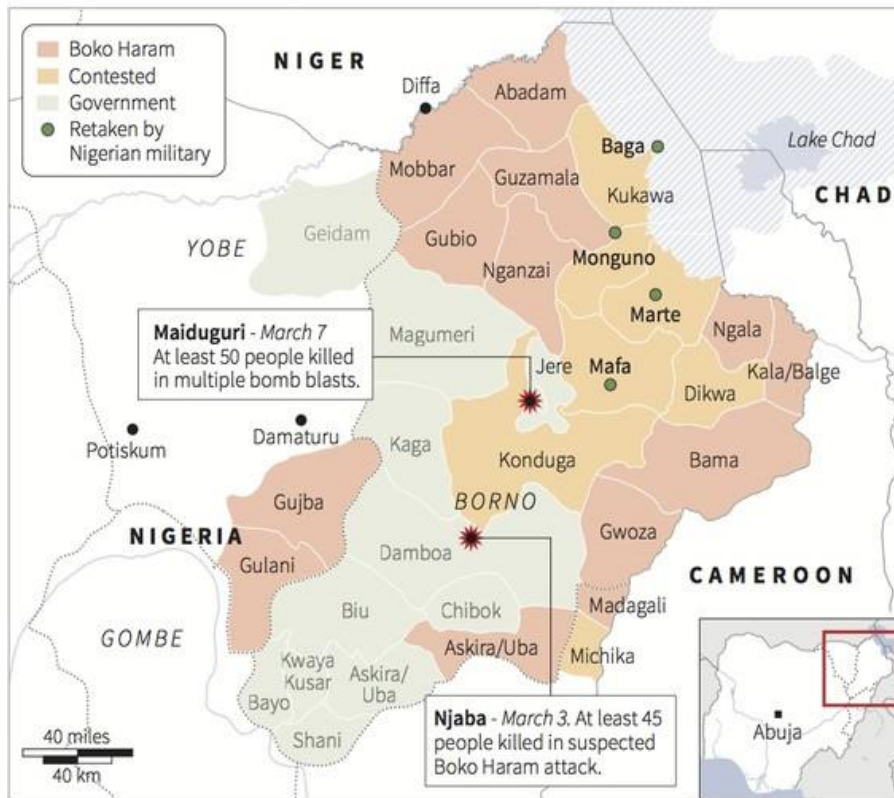 Boko Haram
Contested
Government
Retaken by
Nigerian military
NIGER
Diffa
Abadam
Baga
Lake Chad
Mobbar
Guzamala
Kukawa
CHAD
Geidam
YOBE
Gubio
Nganzai
Monguno
Marte
Maiduguri - March 7
At least 50 people killed
in multiple bomb blasts.
Magumeri
Ngala
Jere
Mafa
Kala/Balge
Dikwa
Potiskum
Damaturu
Kaga
Konduga
Bama
Gujba
BORNO
NIGERIA
Gwoza
Gulani
Damboa
CAMEROON
Biu
Chibok
Madagali
GOMBE
Askira/Uba
Michika
Kwaya
Kusar
Askira/
Uba
Bayo
Shani
Njaba - March 3. At least 45
people killed in suspected
Boko Haram attack.
Abuja
40 miles
40 km